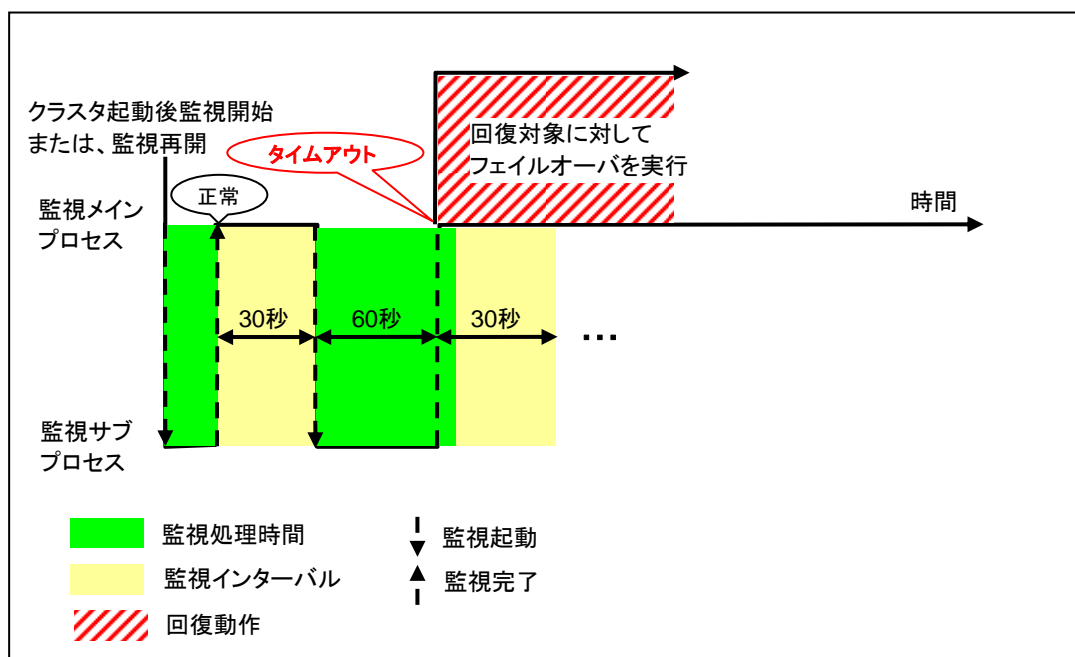 クラスタ起動後監視開始
または、監視再開
タイムアウト
回復対象に対して
フェイルオーバを実行
正常
監視メイン
プロセス
時間
30秒
60秒
30秒
...
監視サブ
プロセス
監視処理時間
監視起動
監視インターバル
監視完了
回復動作